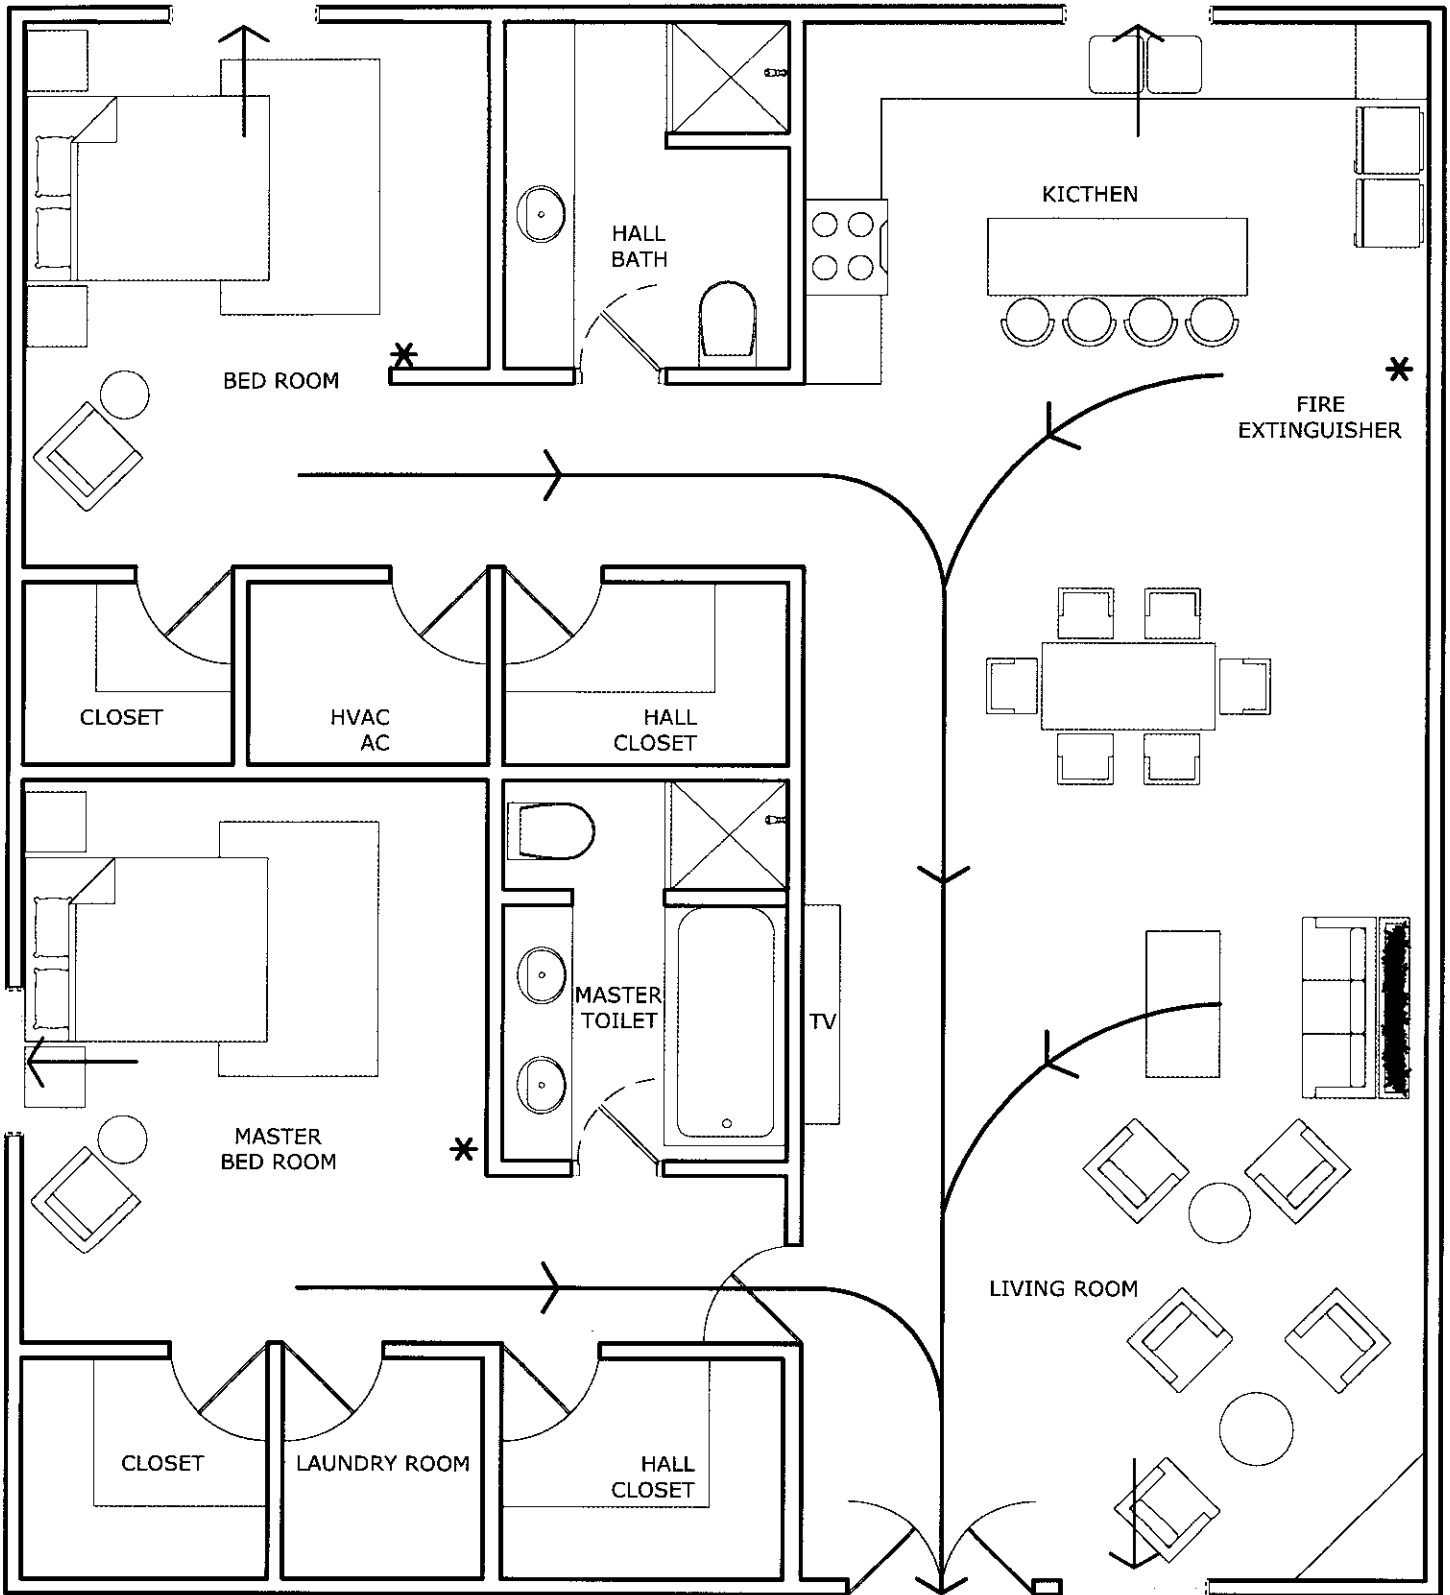 KICTHEN
HALL
BATH
BED ROOM
FIRE
EXTINGUISHER
CLOSET
HVAC
AC
HALL
CLOSET
MASTER
TOILET
TV
MASTER
BED ROOM
LIVING ROOM
CLOSET
LAUNDRY ROOM
HALL
CLOSET